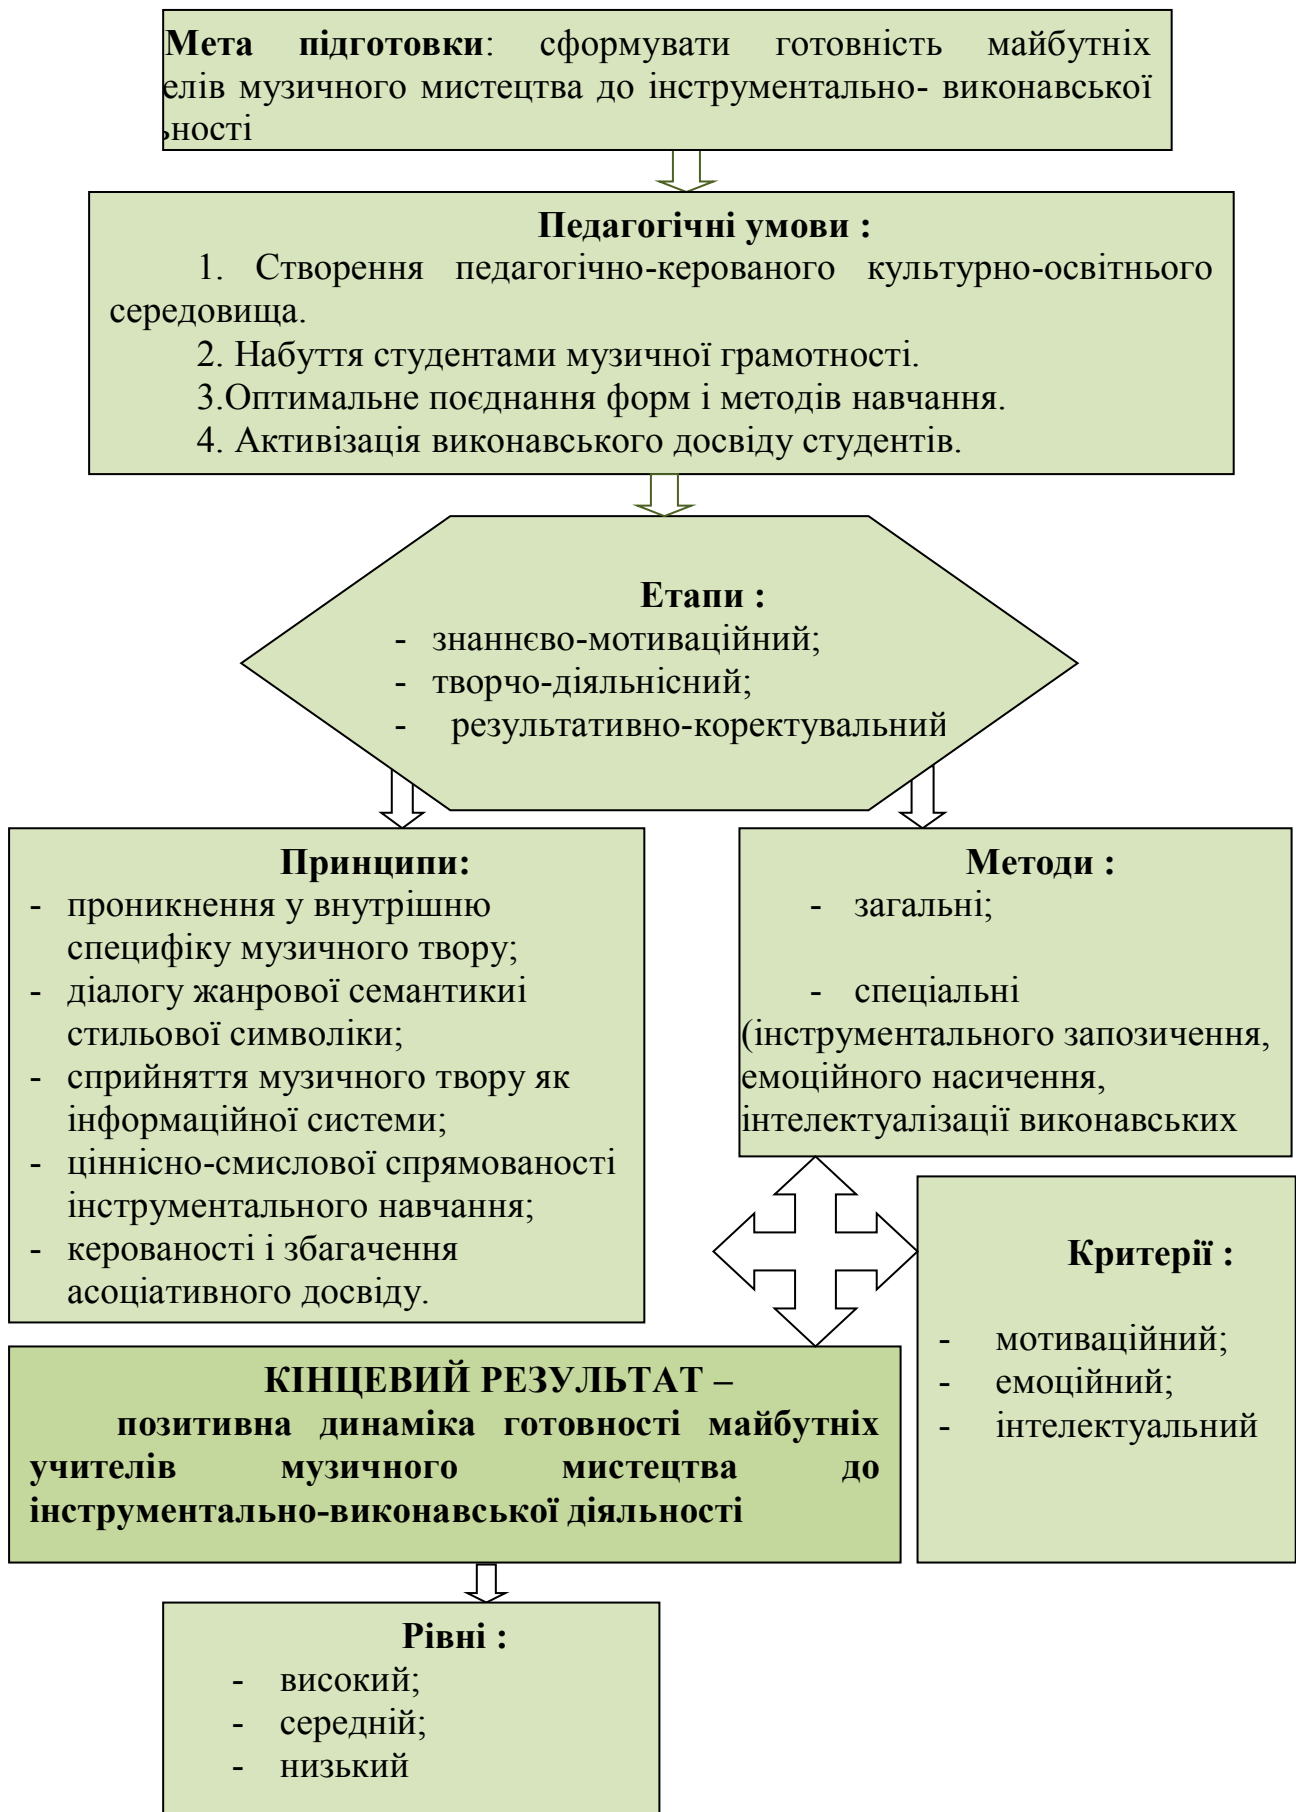 Мета підготовки: сформувати готовність майбутніх
елів музичного мистецтва до інструментально- виконавської
ьності
Педагогічні умови :
1. Створення педагогічно-керованого культурно-освітнього
середовища.
2. Набуття студентами музичної грамотності.
3.Оптимальне поєднання форм і методів навчання.
4. Активізація виконавського досвіду студентів.
Етапи :
- знаннєво-мотиваційний;
- творчо-діяльнісний;
- результативно-коректувальний
Принципи:
- проникнення у внутрішню
специфіку музичного твору;
- діалогу жанрової семантикиі
стильової символіки;
- сприйняття музичного твору як
інформаційної системи;
- ціннісно-смислової спрямованості
інструментального навчання;
- керованості і збагачення
асоціативного досвіду.
Методи :
- загальні;
- спеціальні
(інструментального запозичення,
емоційного насичення,
інтелектуалізації виконавських
Критерії :
- мотиваційний;
- емоційний;
- інтелектуальний
КІНЦЕВИЙ РЕЗУЛЬТАТ –
позитивна динаміка готовності майбутніх
учителів музичного мистецтва до
інструментально-виконавської діяльності
Рівні :
- високий;
- середній;
- низький